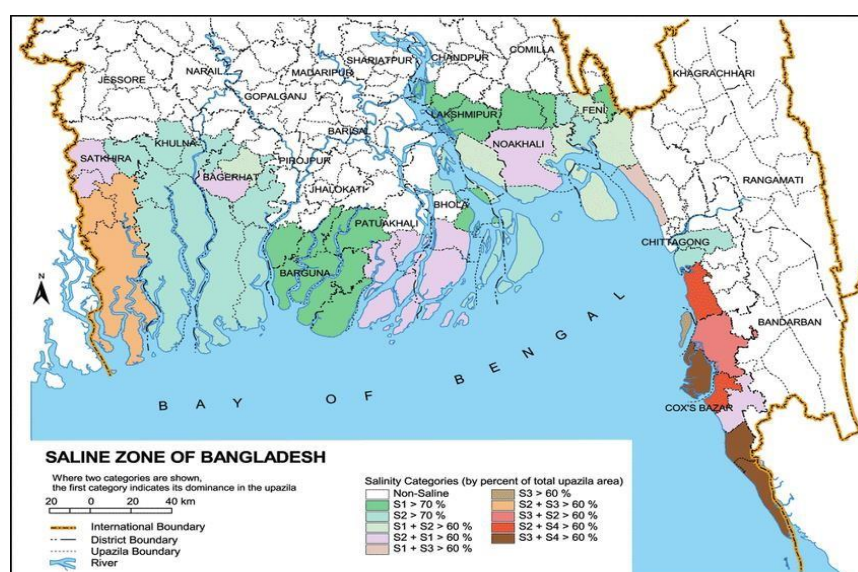 SHARIATPUR
CHANDPUR
COMILLA
NARAIL
MADARIPUR
KHAGRACHHARI
JESSORE
GOPALGANJ
LAKSHMIPUR
FENI
BARISAL
KHULNA
NOAKHALI
SATKHIRA
PIROJPUR
BAGERHAT
RANGAMATI
JHALOKATI
BHOLA
PATUAKHALI
CHITTAGONG
BARGUNA
N
BANDARBAN
BAY OF BENGAL
COX'S BAZAR
SALINE ZONE OF BANGLADESH
Where two categories are shown,
the first category indicates its dominance in the upazila
20 0 20 40 km
International Boundary
District Boundary
Upazila Boundary
River
Salinity Categories (by percent of total upazila area)
Non-Saline
S1 > 70 %
S2 > 70 %
S1 + S2 > 60 %
S2 + S1 > 60 %
S1 + S3 > 60 %
S3 > 60 %
S2 + S3 > 60 %
S3 + S2 > 60 %
S2 + S4 > 60 %
S3 + S4 > 60 %